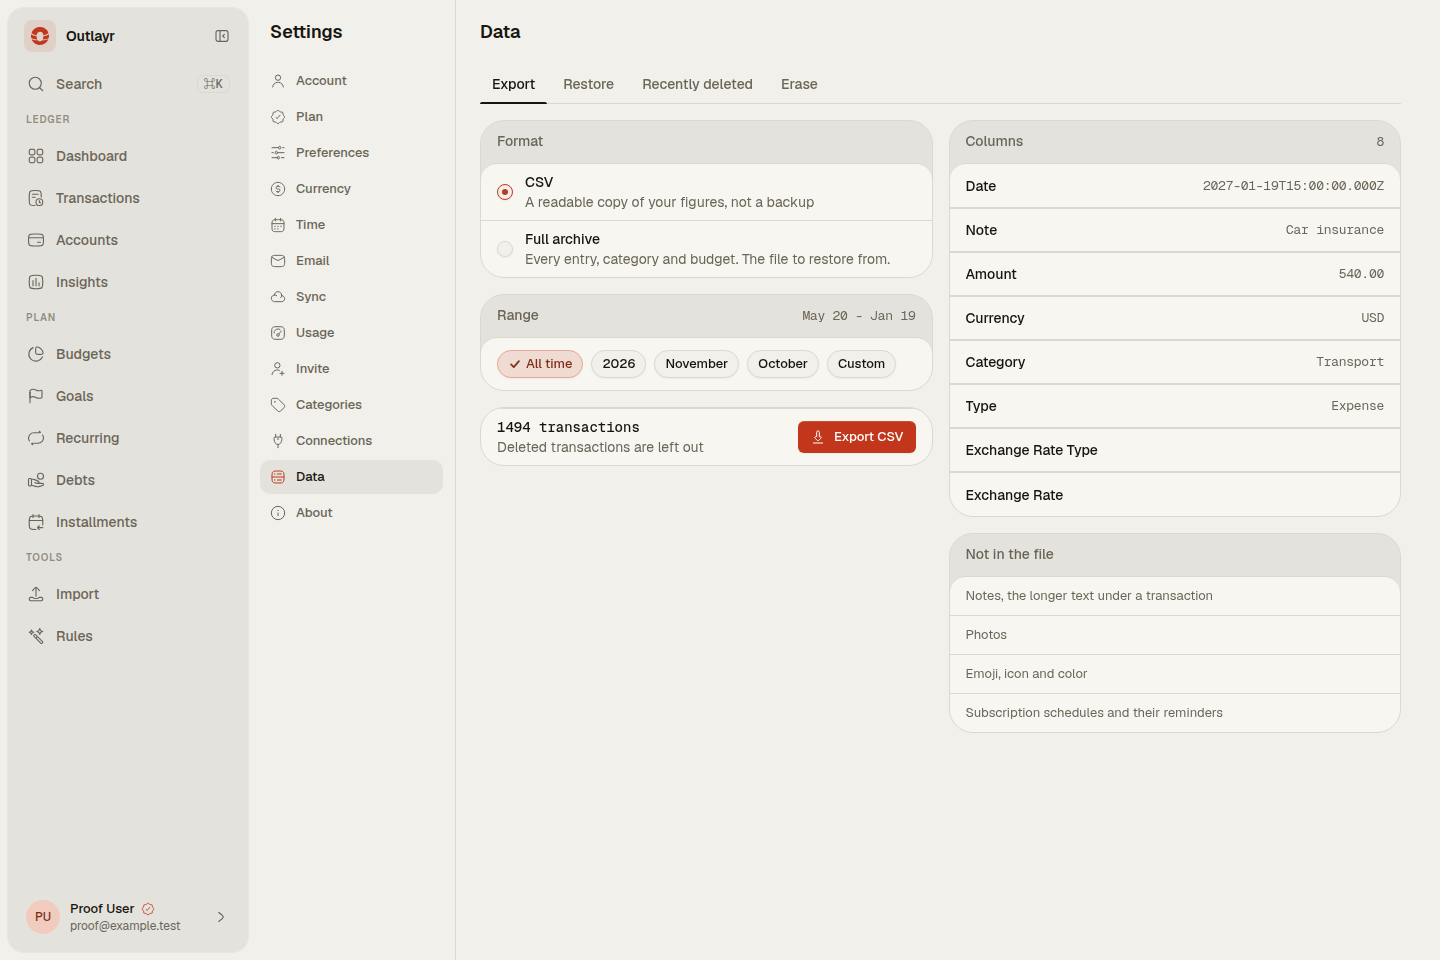 Outlayr
Search
⌘K
LEDGER
Dashboard
Transactions
Accounts
Insights
PLAN
Budgets
Goals
Recurring
Debts
Installments
TOOLS
Import
Rules
PU
Proof User
proof@example.test
Settings
Account
Plan
Preferences
Currency
Time
Email
Sync
Usage
Invite
Categories
Connections
Data
About
Data
Export
Restore
Recently deleted
Erase
Format
CSV
A readable copy of your figures, not a backup
Full archive
Every entry, category and budget. The file to restore from.
Range
May 20 - Jan 19
All time
2026
November
October
Custom
1494 transactions
Deleted transactions are left out
Export CSV
Columns
8
Date
2027-01-19T15:00:00.000Z
Note
Car insurance
Amount
540.00
Currency
USD
Category
Transport
Type
Expense
Exchange Rate Type
Exchange Rate
Not in the file
Notes, the longer text under a transaction
Photos
Emoji, icon and color
Subscription schedules and their reminders